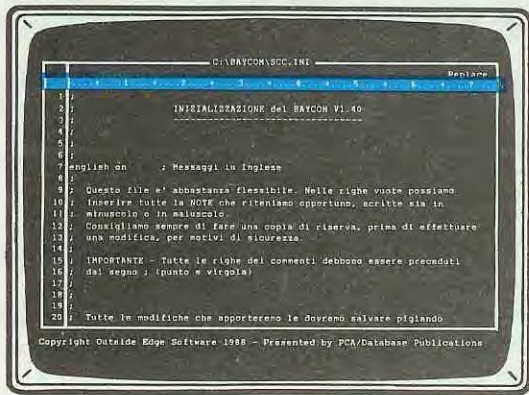 C:\BAYCOM\SCC.INI
Replace
1 ;
2 ; INIZIALIZZAZIONE del BAYCOM V1.40
3 ; ---------------------------------
4 ;
5 ;
6 ;
7 english on ; Messaggi in Inglese
8 ;
9 ; Questo file e' abbastanza flessibile. Nelle righe vuote possiamo
10 ; inserire tutte la NOTE che riteniamo opportuno, scritte sia in
11 ; minuscolo o in maiuscolo.
12 ; Consigliamo sempre di fare una copia di riserva, prima di effettuare
13 ; una modifica, per motivi di sicurezza.
14 ;
15 ; IMPORTANTE - Tutte le righe dei commenti debbono essere preceduti
16 ; dal segno ; (punto e virgola)
17 ;
18 ;
19 ;
20 ; Tutte le modifiche che apporteremo le dovremo salvare pigiando
Copyright Outside Edge Software 1988 - Presented by PCA/Database Publications